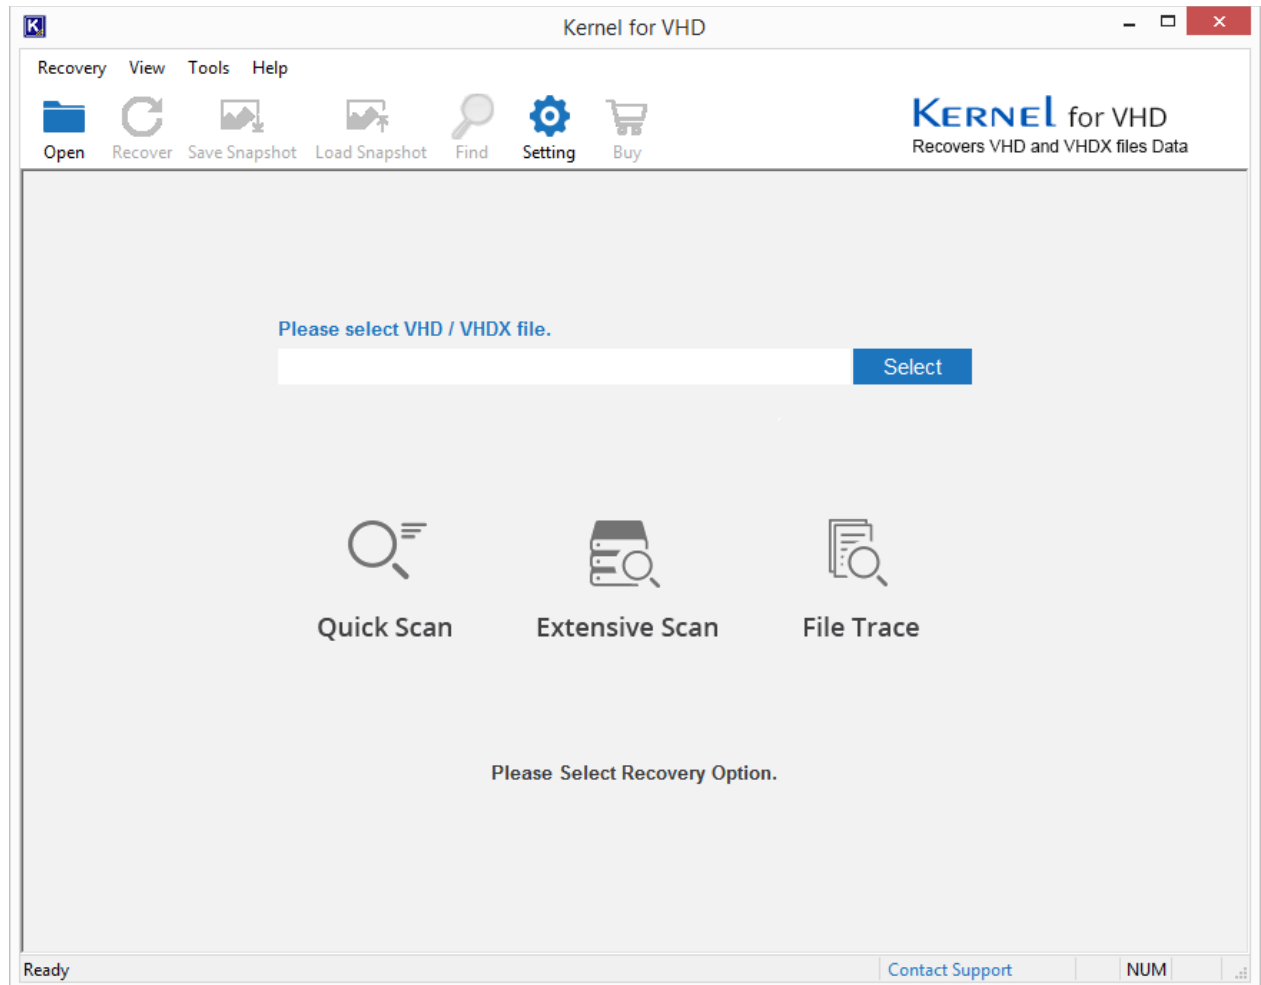 K
Kernel for VHD
Recovery View Tools Help
Open Recover Save Snapshot Load Snapshot Find Setting Buy
KERNEL for VHD
Recovers VHD and VHDX files Data
Please select VHD / VHDX file.
Select
Quick Scan Extensive Scan File Trace
Please Select Recovery Option.
Ready Contact Support NUM